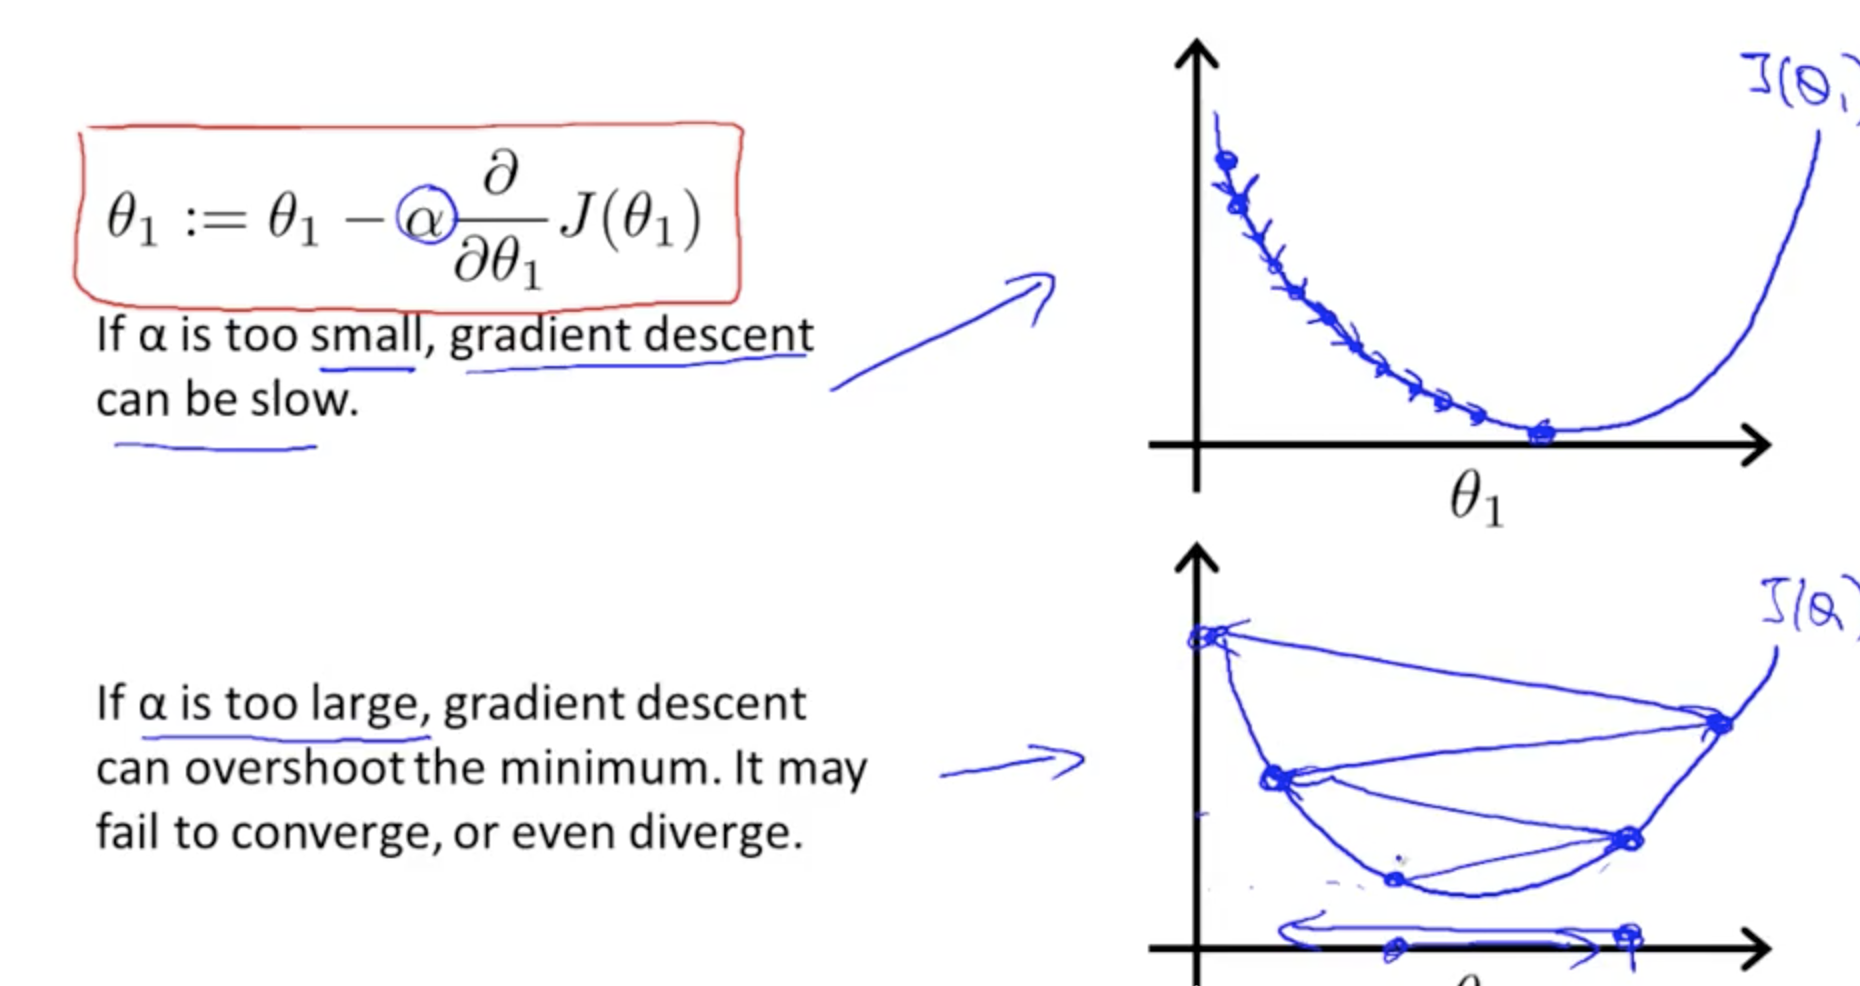 J(θ₁)
θ₁ := θ₁ − α ∂/∂θ₁ J(θ₁)
If α is too small, gradient descent
can be slow.
θ₁
If α is too large, gradient descent
can overshoot the minimum. It may
fail to converge, or even diverge.